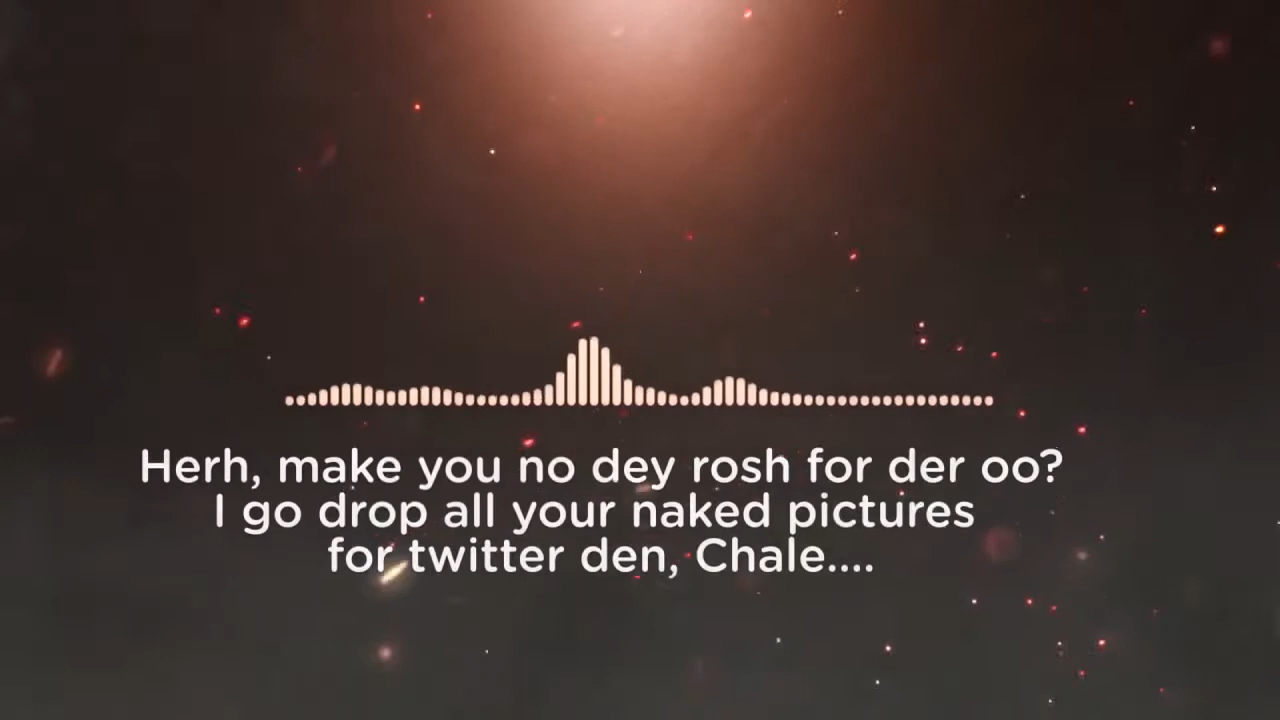 Herh, make you no dey rosh for der oo?
I go drop all your naked pictures
for twitter den, Chale....